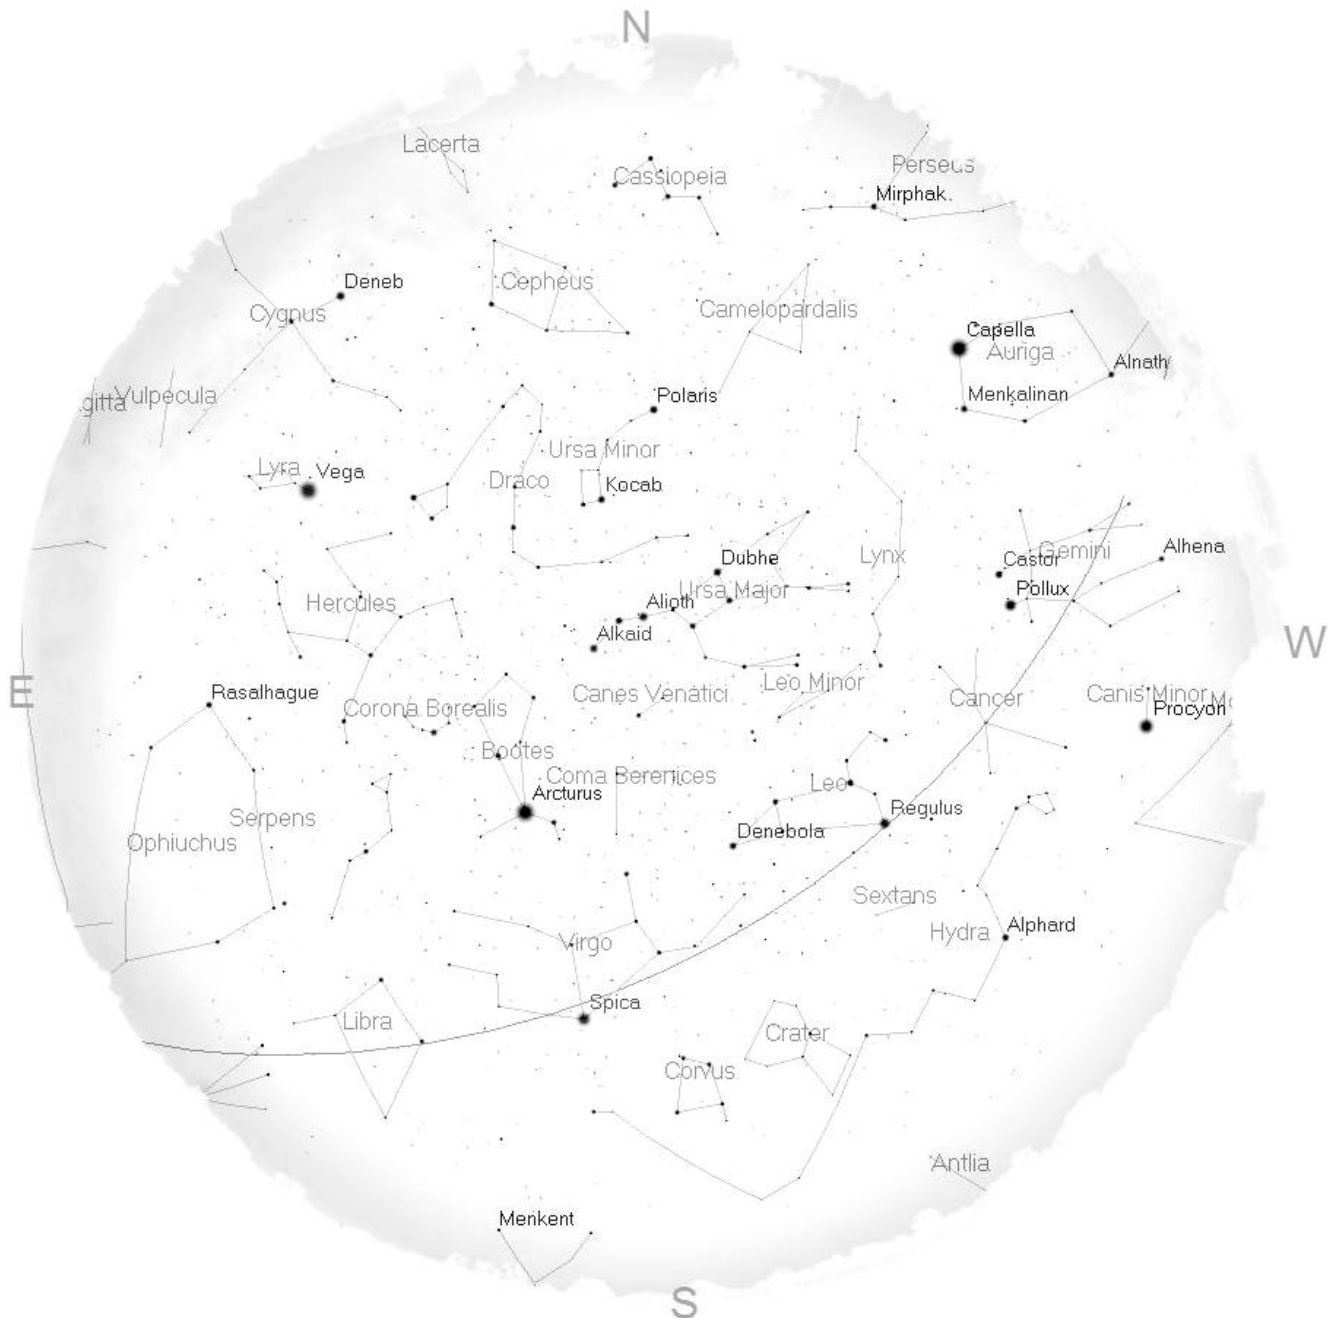 N
Lacerta
Cassiopeia
Perseus
Mirphak
Deneb
Cepheus
Camelopardalis
Cygnus
Capella
Auriga
Alnath
Vulpecula
gitta
Menkalinan
Polaris
Ursa Minor
Lyra
Vega
Draco
Kocab
Dubhe
Lynx
Gemini
Alhena
Castor
Pollux
Ursa Major
Hercules
Alioth
Alkaid
W
E
Rasalhague
Canes Venatici
Leo Minor
Cancer
Canis Minor
Mo
Procyon
Corona Borealis
Bootes
Coma Berenices
Leo
Arcturus
Regulus
Serpens
Denebola
Ophiuchus
Sextans
Hydra
Alphard
Virgo
Spica
Libra
Crater
Corvus
Antlia
Menkent
S